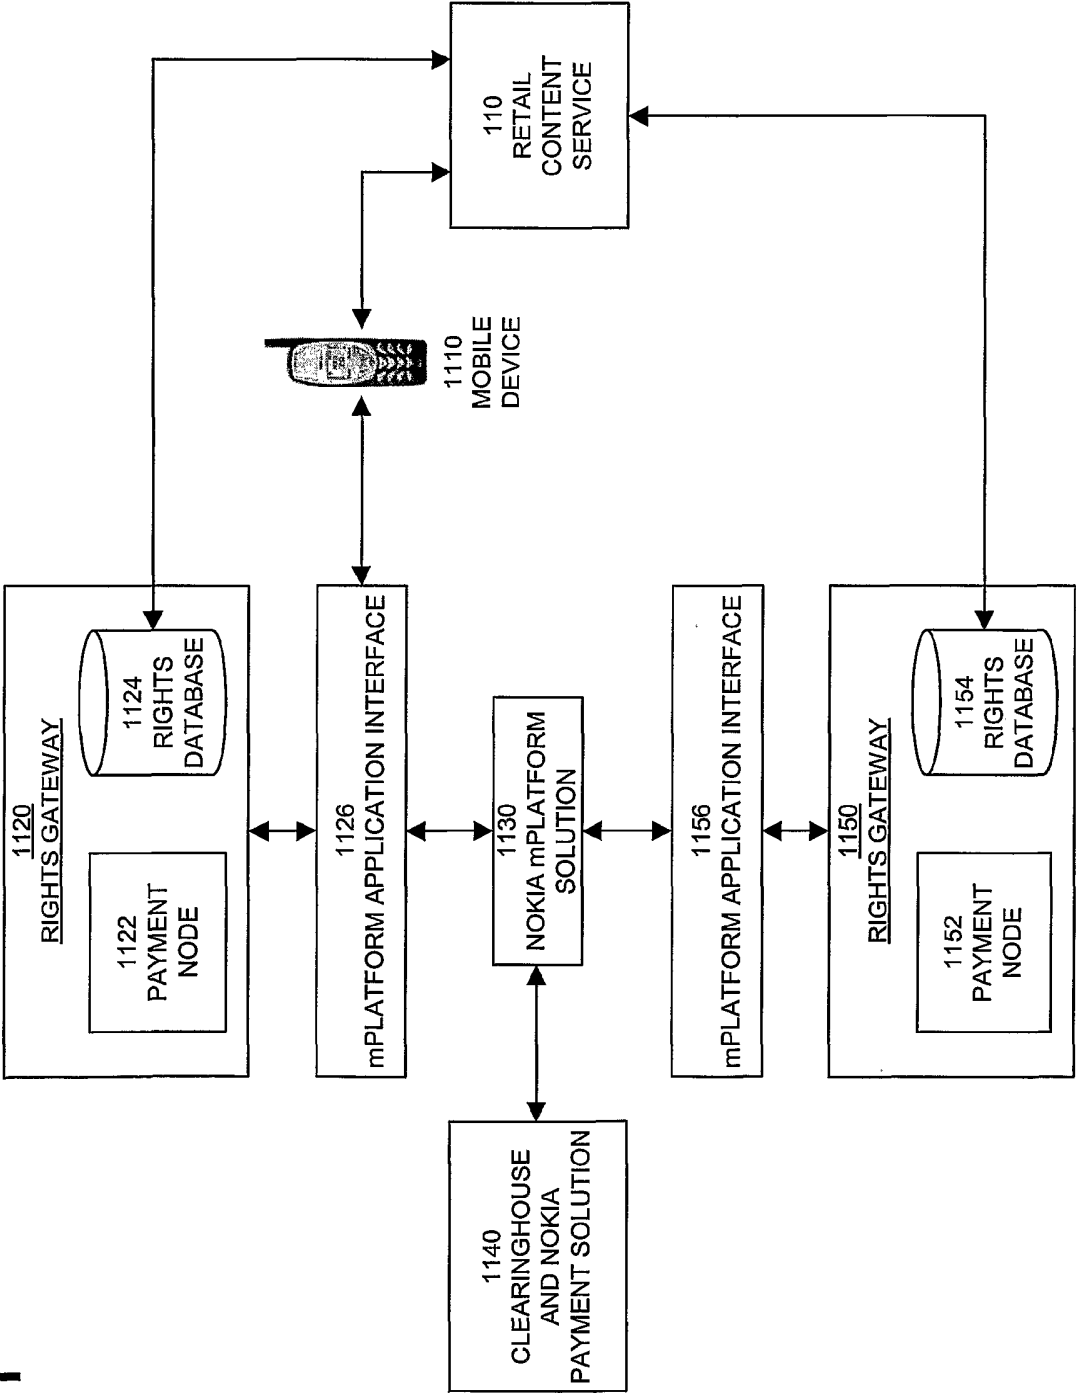 1120
RIGHTS GATEWAY
1122
PAYMENT
NODE
1124
RIGHTS
DATABASE
1126
mPLATFORM APPLICATION INTERFACE
1110
MOBILE
DEVICE
110
RETAIL
CONTENT
SERVICE
1140
CLEARINGHOUSE
AND NOKIA
PAYMENT SOLUTION
1130
NOKIA mPLATFORM
SOLUTION
1156
mPLATFORM APPLICATION INTERFACE
1150
RIGHTS GATEWAY
1152
PAYMENT
NODE
1154
RIGHTS
DATABASE